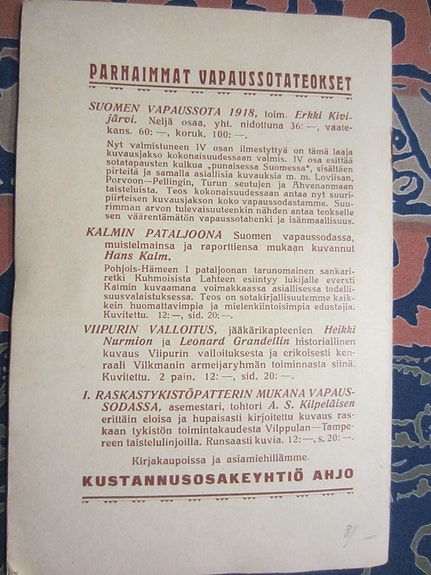 PARHAIMMAT VAPAUSSOTATEOKSET
SUOMEN VAPAUSSOTA 1918, toim. Erkki Kivi-
järvi. Neljä osaa, yht. nidottuna 36: —, vaate-
kans. 60: —, koruk. 100: —.
Nyt valmistuneen IV osan ilmestyttyä on tämä laaja
kuvausjakso kokonaisuudessaan valmis. IV osa esittää
sotatapausten kulkua „punaisessa Suomessa", sisältäen
pirteitä ja samalla asiallisia kuvauksia m. m. Loviisan,
Porvoon—Pellingin, Turun seutujen ja Ahvenanmaan
taisteluista. Teos kokonaisuudessaan antaa nyt suuri-
piirteisen kuvausjakson koko vapaussodastamme. Suu-
rimman arvon tulevaisuuteenkin nähden antaa teokselle
sen väärentämätön vapaussotahenki ja isänmaallisuus.
KALMIN PATALJOONA Suomen vapaussodassa,
muistelmainsa ja raporttiensa mukaan kuvannut
Hans Kalm.
Pohjois-Hämeen I pataljoonan tarunomainen sankari-
retki Kuhmoisista Lahteen esiintyy lukijalle eversti
Kalmin kuvaamana voimakkaassa asiallisessa todelli-
suusvalaistuksessa. Teos on sotakirjallisuutemme kaik-
kein huomattavimpia ja mielenkiintoisimpia edustajia.
Kuvitettu. 12: —, sid. 20: —.
VIIPURIN VALLOITUS, jääkärikapteenien Heikki
Nurmion ja Leonard Grandellin historiallinen
kuvaus Viipurin valloituksesta ja erikoisesti ken-
raali Vilkmanin armeijaryhmän toiminnasta siinä.
Kuvitettu. 2 pain. 12: —, sid. 20: —.
I. RASKASTYKISTÖPATTERIN MUKANA VAPAUS-
SODASSA, asemestari, tohtori A. S. Kilpeläisen
erittäin eloisa ja hupaisasti kirjoitettu kuvaus ras-
kaan tykistön toimintakaudesta Vilppulan—Tampe-
reen taistelulinjoilla. Runsaasti kuvia. 12: —, s. 20: —.
Kirjakaupoissa ja asiamiehillämme.
KUSTANNUSOSAKEYHTIÖ AHJO